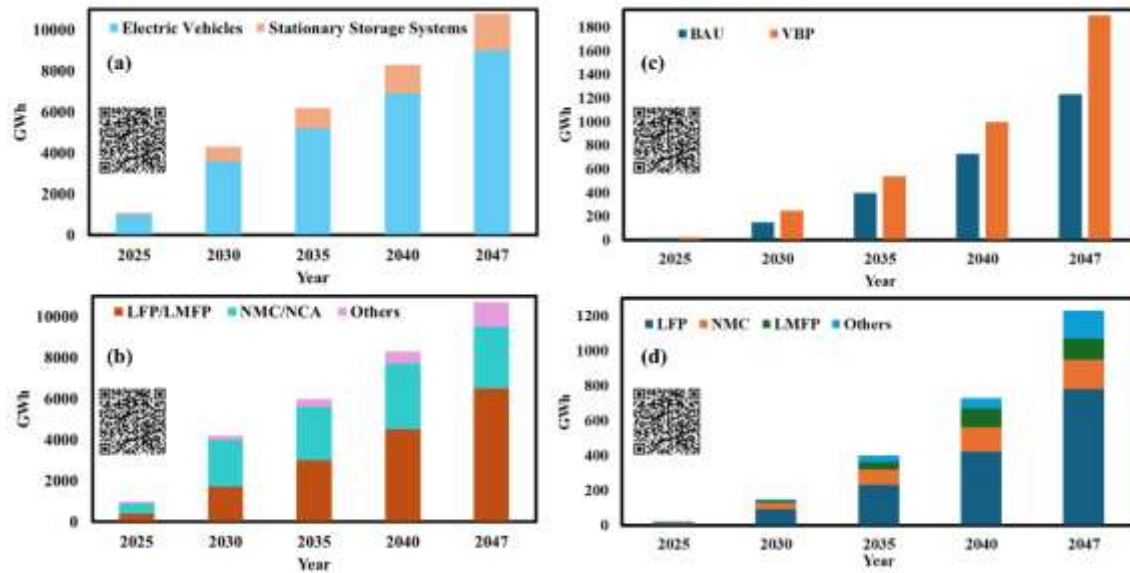 Electric Vehicles Stationary Storage Systems
(a)
GWh
10000
8000
6000
4000
2000
0
2025 2030 2035 2040 2047
Year
BAU VBP
(c)
GWh
1800
1600
1400
1200
1000
800
600
400
200
0
2025 2030 2035 2040 2047
Year
LFP/LMFP NMC/NCA Others
(b)
GWh
10000
8000
6000
4000
2000
0
2025 2030 2035 2040 2047
Year
LFP NMC LMFP Others
(d)
GWh
1200
1000
800
600
400
200
0
2025 2030 2035 2040 2047
Year